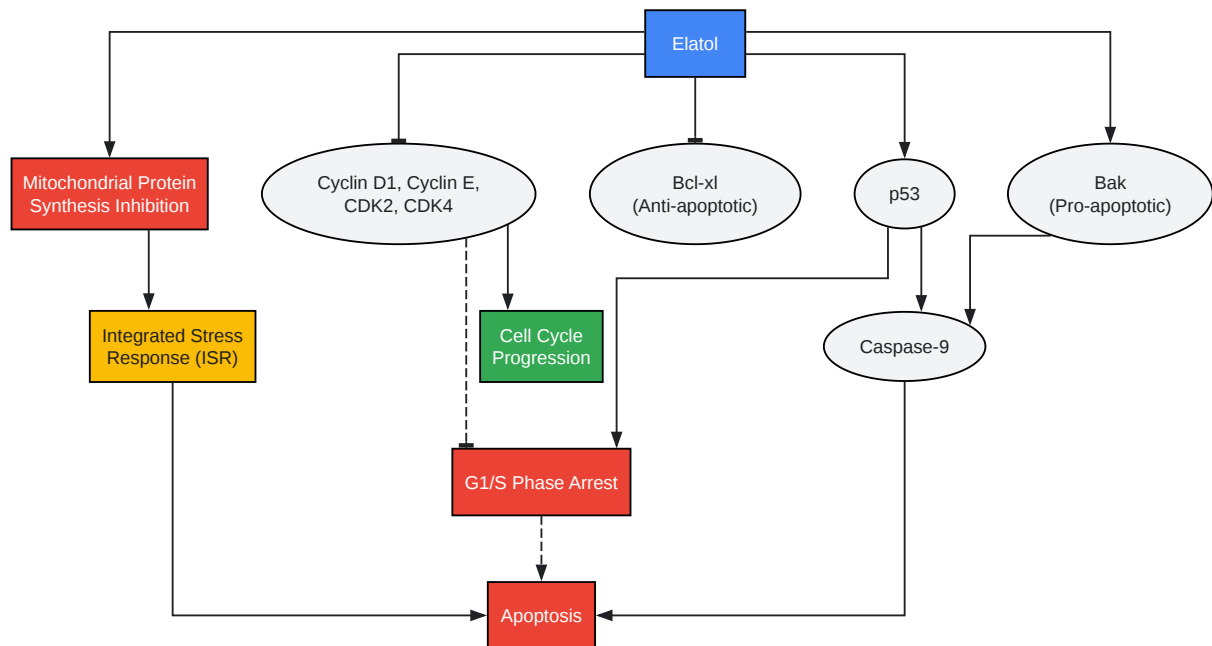 Elatol
Mitochondrial Protein
Synthesis Inhibition
Cyclin D1, Cyclin E,
CDK2, CDK4
Bcl-xl
(Anti-apoptotic)
p53
Bak
(Pro-apoptotic)
Integrated Stress
Response (ISR)
Cell Cycle
Progression
Caspase-9
G1/S Phase Arrest
Apoptosis